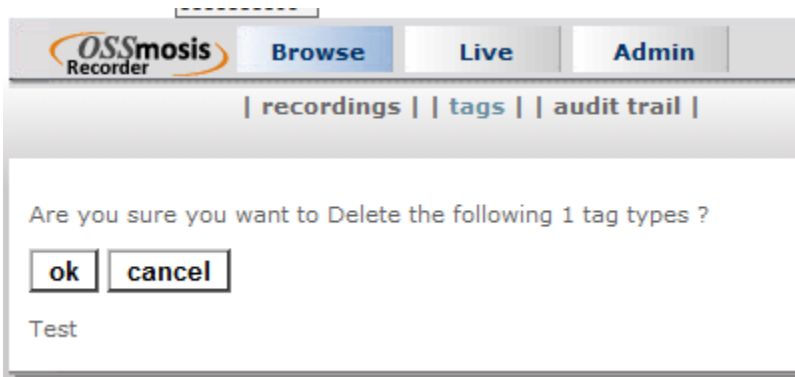 OSSmosis
Recorder
Browse Live Admin
| recordings | | tags | | audit trail |
Are you sure you want to Delete the following 1 tag types ?
ok cancel
Test